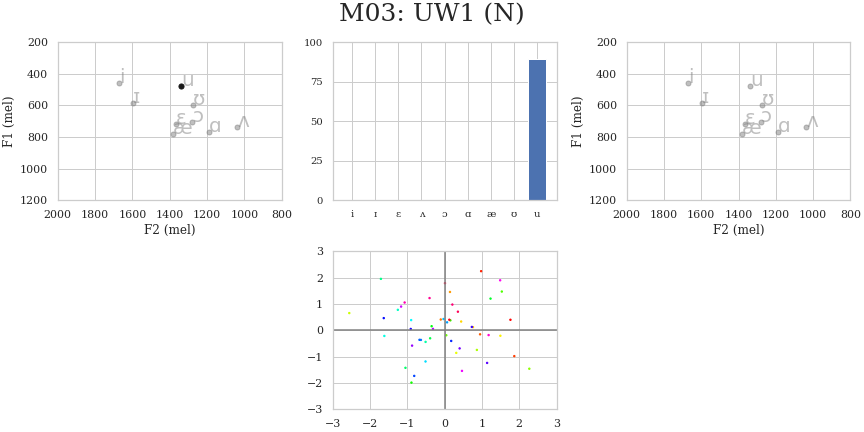 M03: UW1 (N)
200
400
600
800
1000
1200
F1 (mel)
i
ɪ
u
ʊ
ɔ
ɛ
æ
ɑ
ʌ
2000 1800 1600 1400 1200 1000 800
F2 (mel)
100
75
50
25
0
i ɪ ɛ ʌ ɔ ɑ æ ʊ u
200
400
600
800
1000
1200
F1 (mel)
i
ɪ
u
ʊ
ɔ
ɛ
æ
ɑ
ʌ
2000 1800 1600 1400 1200 1000 800
F2 (mel)
3
2
1
0
−1
−2
−3
−3 −2 −1 0 1 2 3